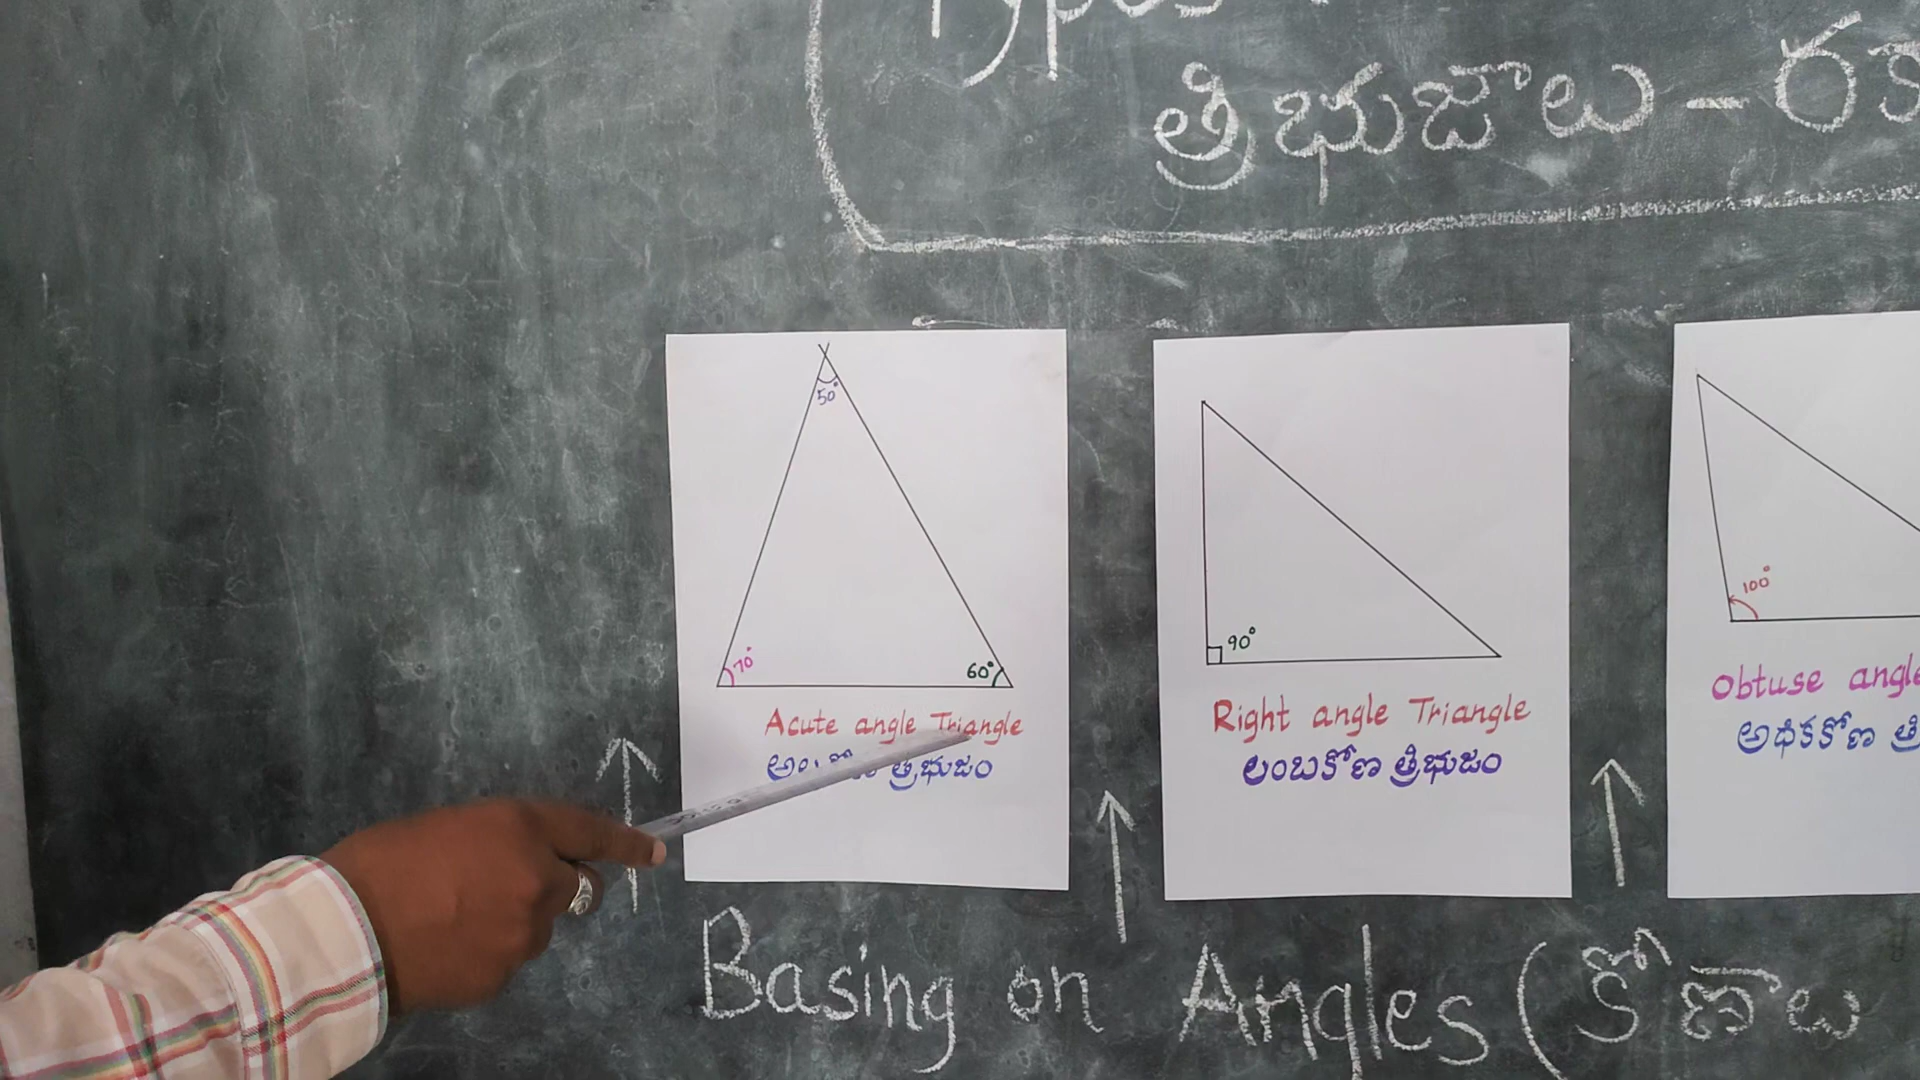 Types
త్రిభుజాలు -
50°
70°
60°
Acute angle Triangle
త్రిభుజం
90°
Right angle Triangle
లంబకోణ త్రిభుజం
100°
Obtuse angle
అధికకోణ
Basing on Angles (కోణాలు